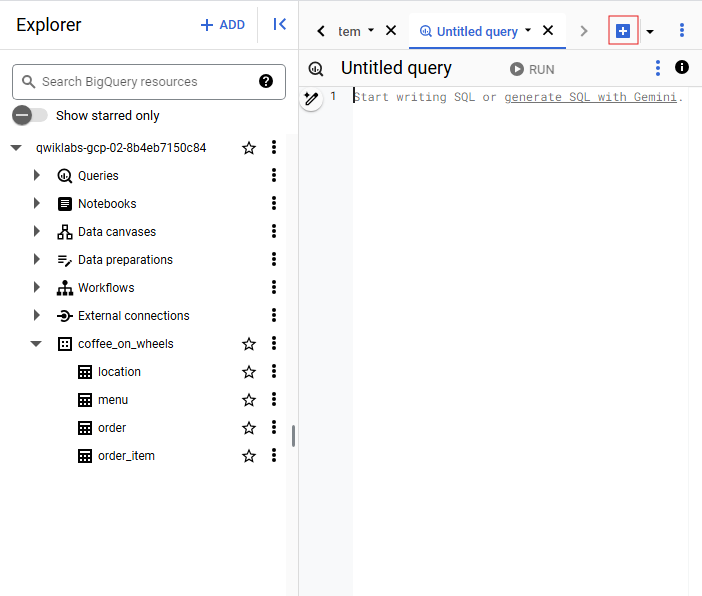 Explorer
+ ADD
tem
Untitled query
Search BigQuery resources
Untitled query
RUN
Show starred only
1 Start writing SQL or generate SQL with Gemini.
qwiklabs-gcp-02-8b4eb7150c84
Queries
Notebooks
Data canvases
Data preparations
Workflows
External connections
coffee_on_wheels
location
menu
order
order_item